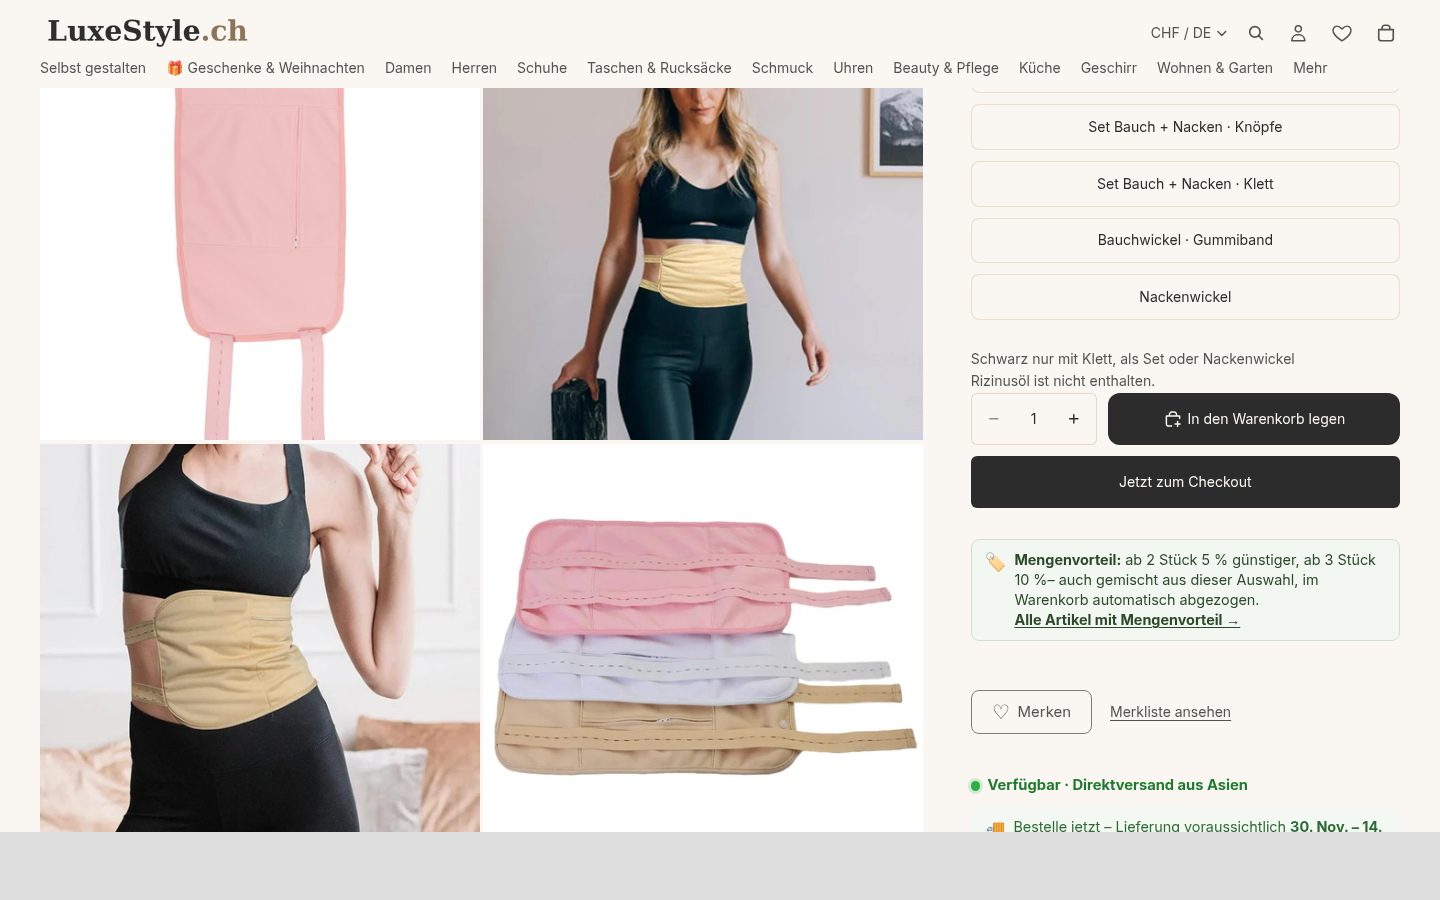 LuxeStyle.ch
CHF / DE
Selbst gestalten
🎁 Geschenke & Weihnachten
Damen
Herren
Schuhe
Taschen & Rucksäcke
Schmuck
Uhren
Beauty & Pflege
Küche
Geschirr
Wohnen & Garten
Mehr
Set Bauch + Nacken · Knöpfe
Set Bauch + Nacken · Klett
Bauchwickel · Gummiband
Nackenwickel
Schwarz nur mit Klett, als Set oder Nackenwickel
Rizinusöl ist nicht enthalten.
− 1 +
In den Warenkorb legen
Jetzt zum Checkout
🏷️ Mengenvorteil: ab 2 Stück 5 % günstiger, ab 3 Stück
10 %– auch gemischt aus dieser Auswahl, im
Warenkorb automatisch abgezogen.
Alle Artikel mit Mengenvorteil →
♡ Merken
Merkliste ansehen
Verfügbar · Direktversand aus Asien
🚚 Bestelle jetzt – Lieferung voraussichtlich 30. Nov. – 14.